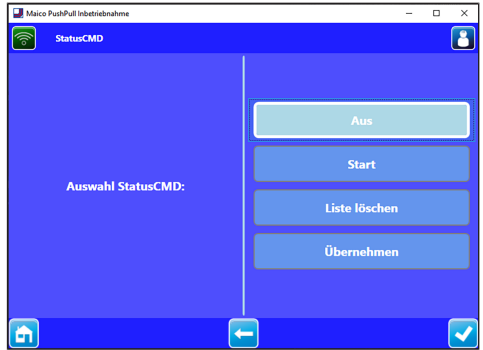 Maico PushPull Inbetriebnahme
StatusCMD
Aus
Start
Auswahl StatusCMD:
Liste löschen
Übernehmen